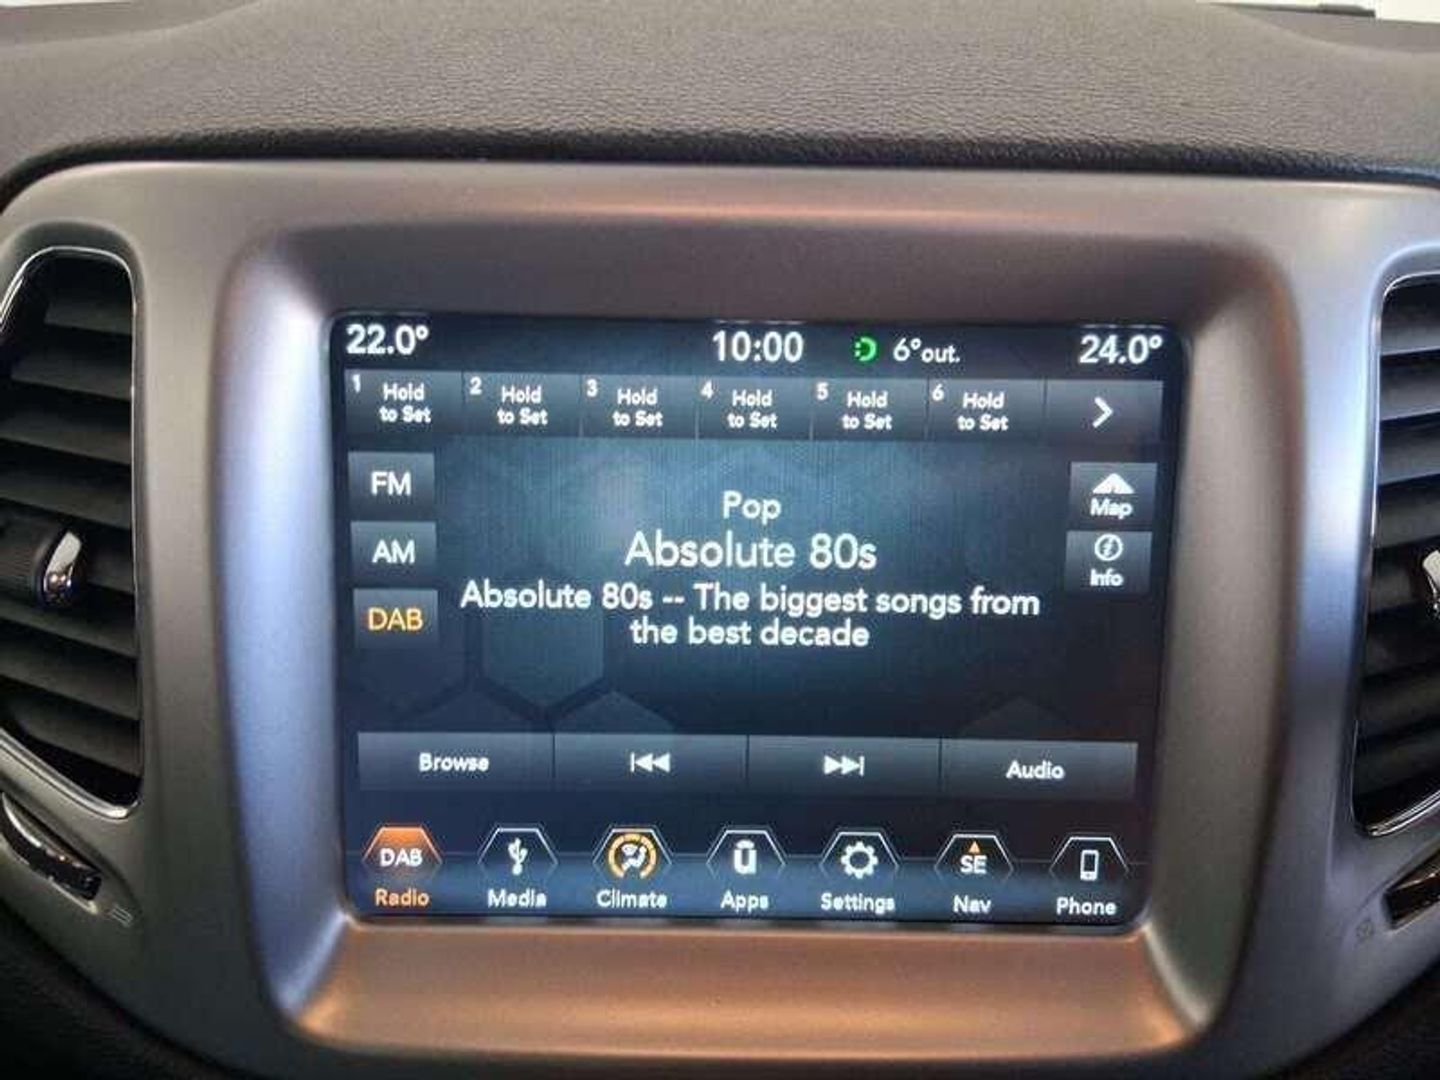 22.0° 10:00 6°out. 24.0°
1 Hold to Set
2 Hold to Set
3 Hold to Set
4 Hold to Set
5 Hold to Set
6 Hold to Set
FM
AM
DAB
Pop
Absolute 80s
Absolute 80s -- The biggest songs from
the best decade
Map
Info
Browse
Audio
DAB
SE
Radio Media Climate Apps Settings Nav Phone